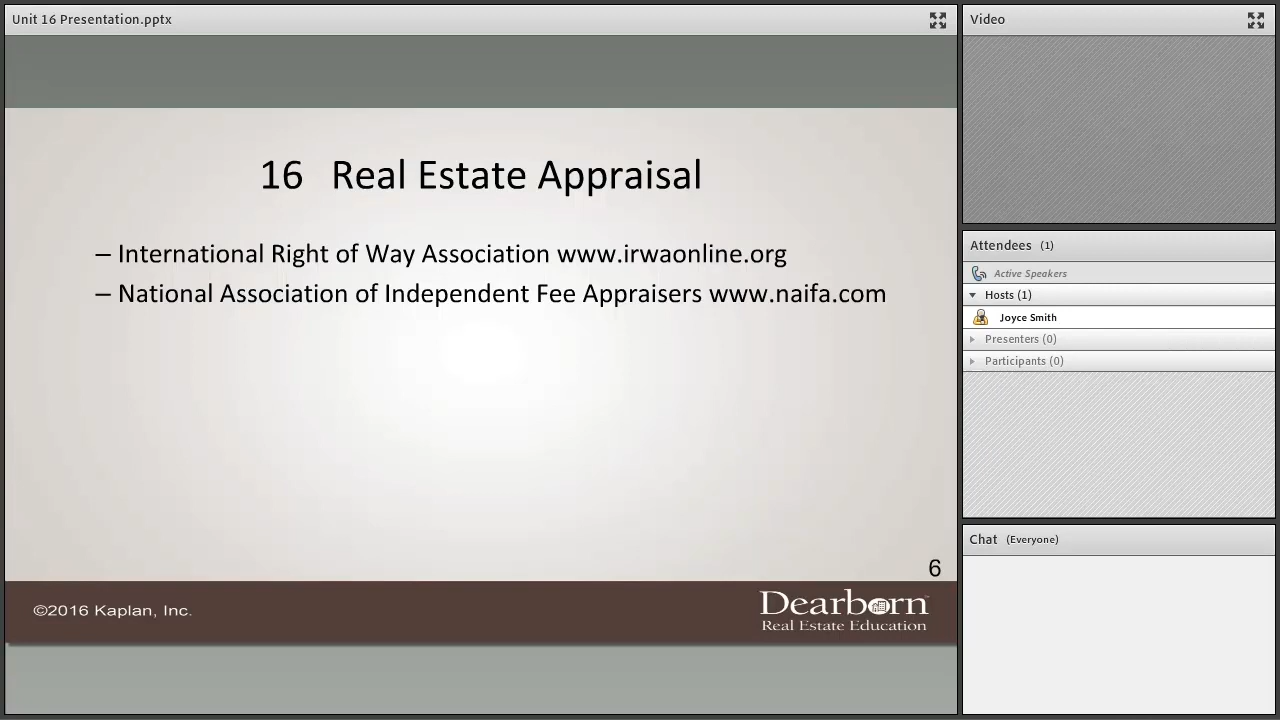 Unit 16 Presentation.pptx
16 Real Estate Appraisal
– International Right of Way Association www.irwaonline.org
– National Association of Independent Fee Appraisers www.naifa.com
6
©2016 Kaplan, Inc.
Dearborn™
Real Estate Education
Video
Attendees (1)
Active Speakers
Hosts (1)
Joyce Smith
Presenters (0)
Participants (0)
Chat (Everyone)